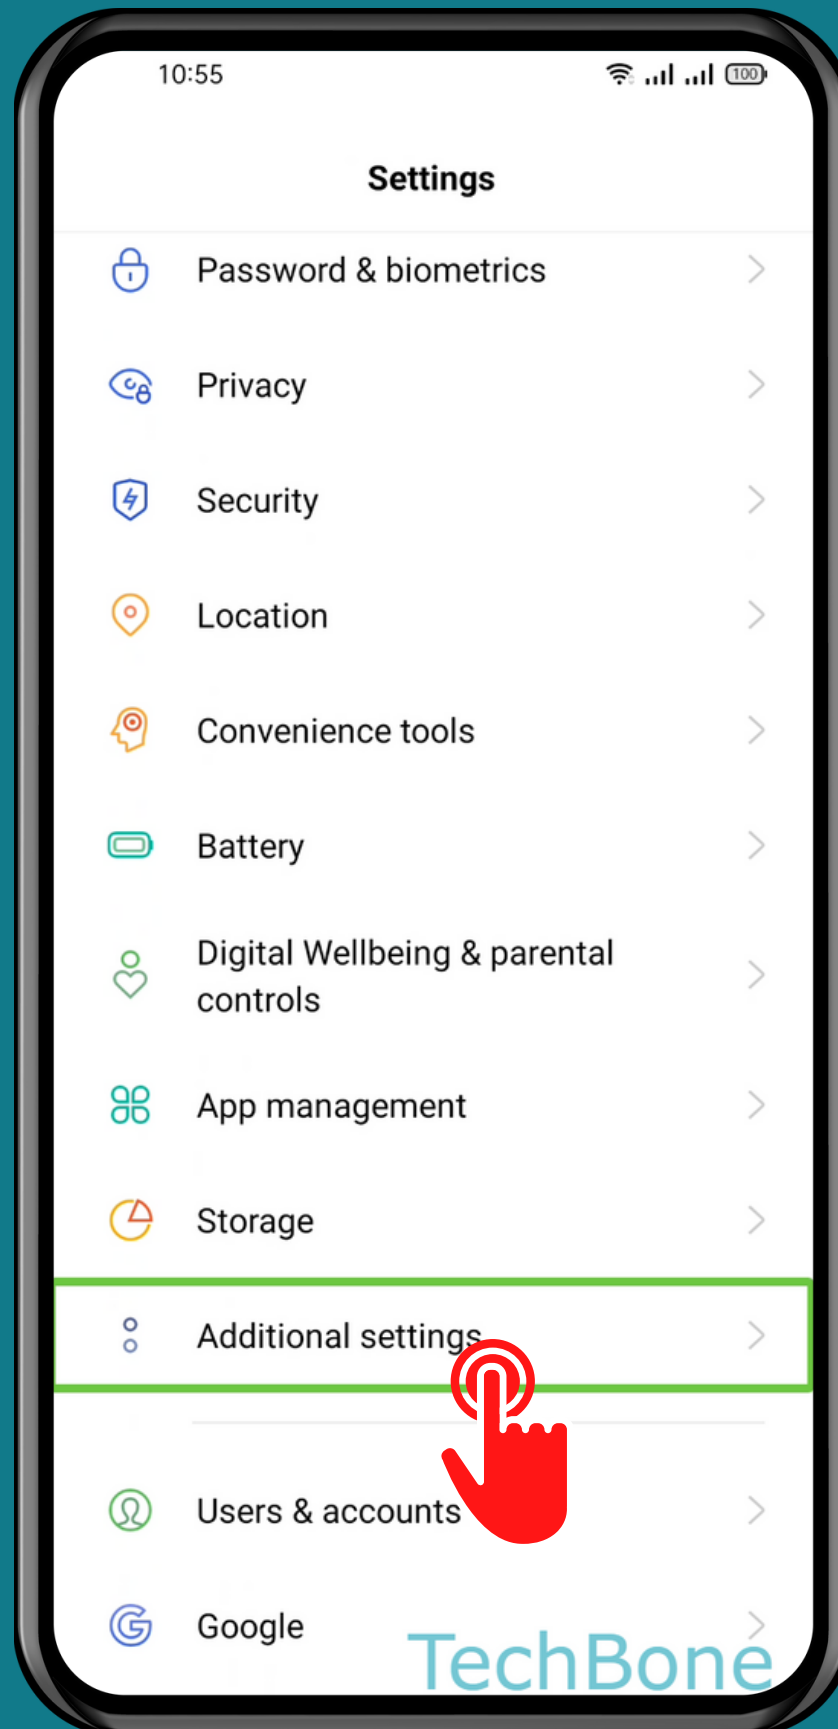 10:55
100
Settings
Password & biometrics
Privacy
Security
Location
Convenience tools
Battery
Digital Wellbeing & parental
controls
App management
Storage
Additional settings
Users & accounts
Google
TechBone